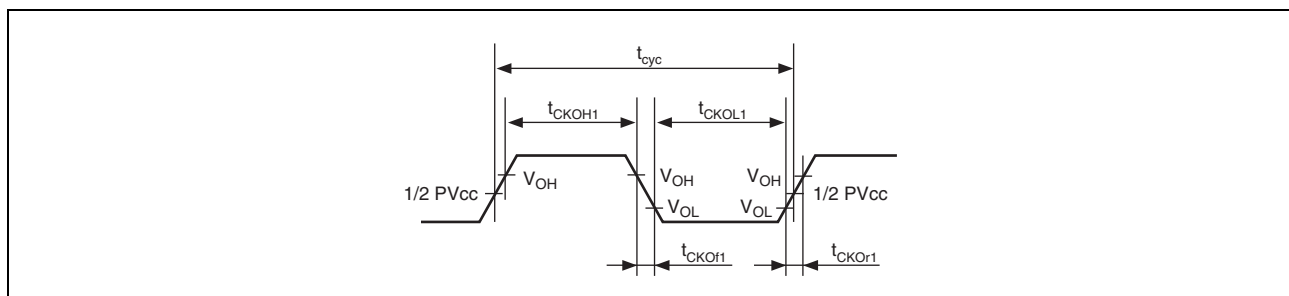 tcyc
tCKOH1 tCKOL1
VOH VOH VOH
1/2 PVcc 1/2 PVcc
VOL VOL
tCKOf1 tCKOr1